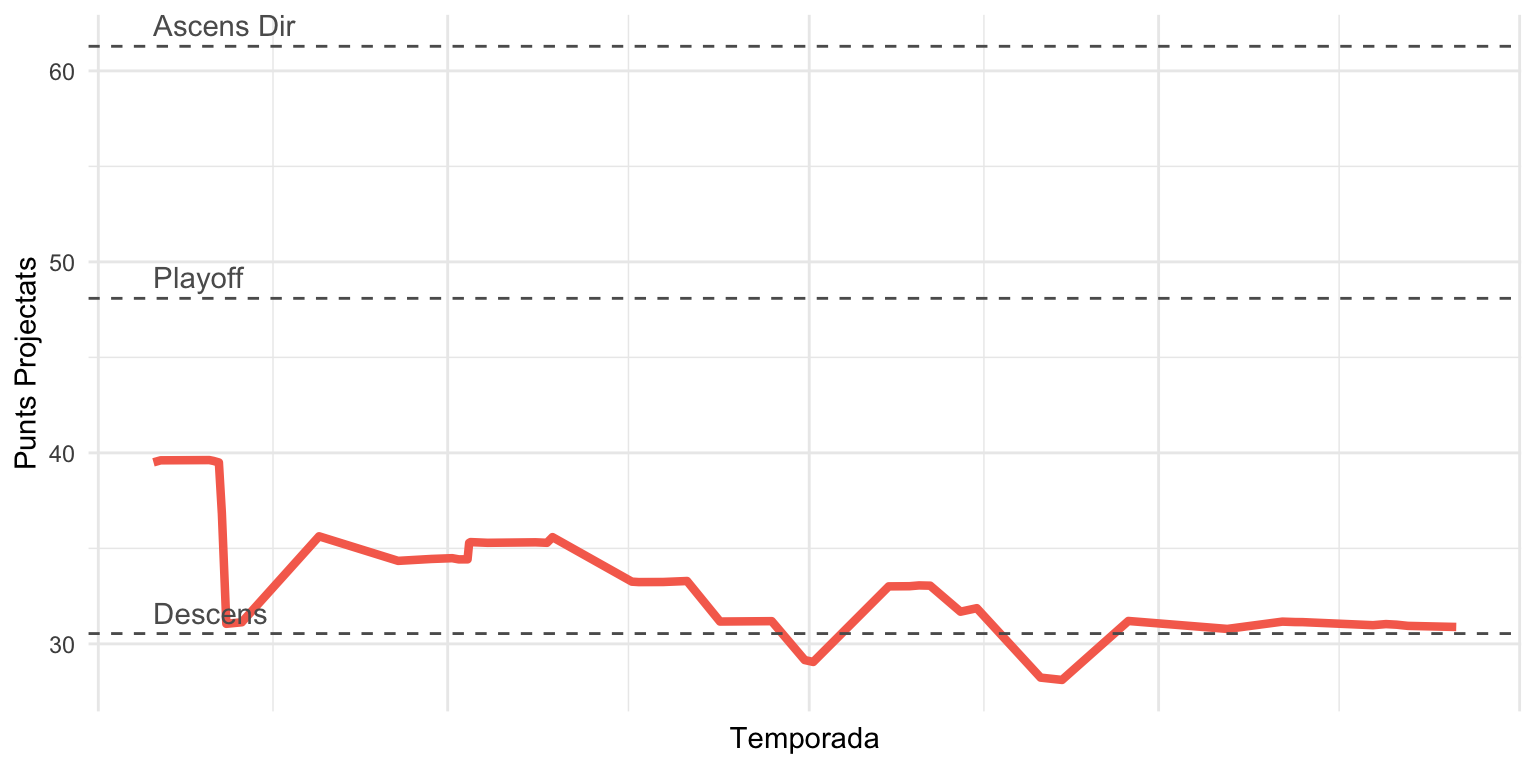 Ascens Dir
60
Playoff
50
40
Descens
30
Punts Projectats
Temporada